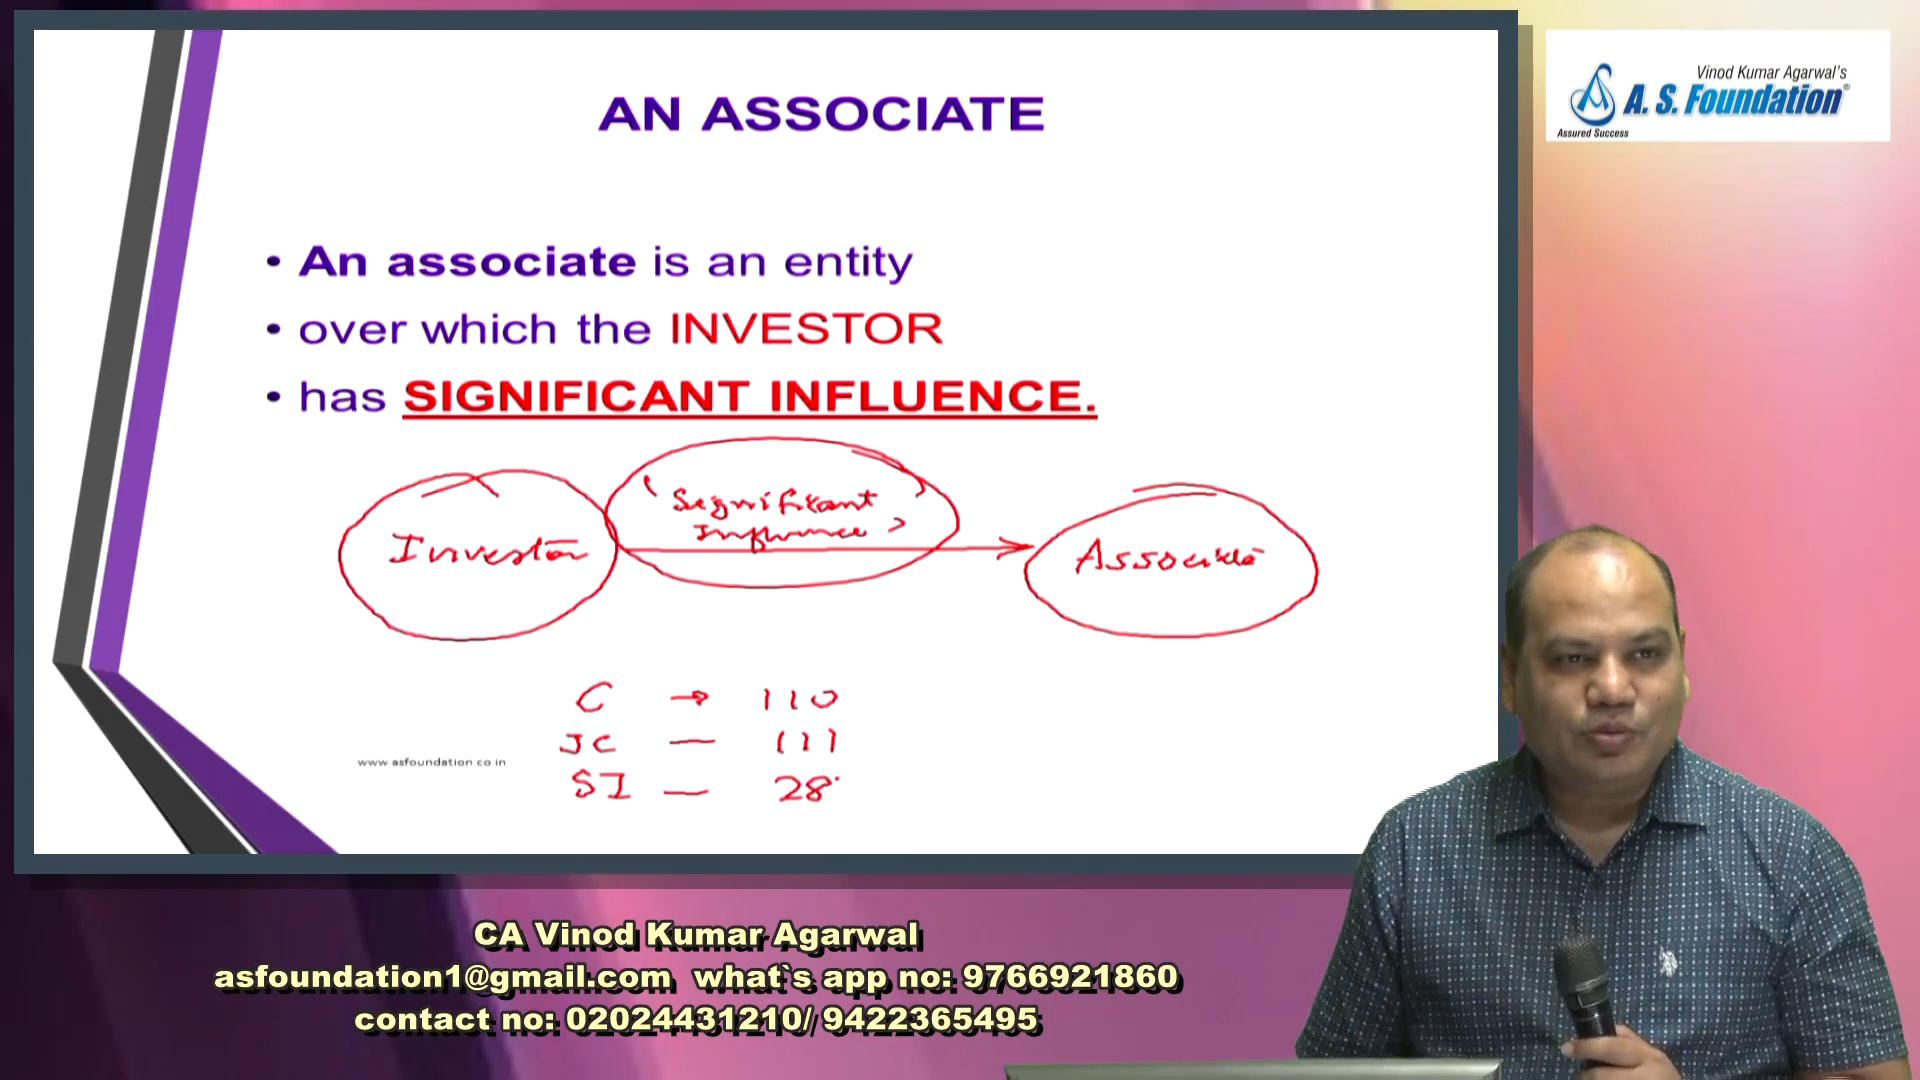 AN ASSOCIATE
Vinod Kumar Agarwal's
A. S. Foundation®
Assured Success
• An associate is an entity
• over which the INVESTOR
• has SIGNIFICANT INFLUENCE.
Significant
Influence
Investor
Associate
C → 110
JC — 111
SI — 28
www.asfoundation.co.in
CA Vinod Kumar Agarwal
asfoundation1@gmail.com what`s app no: 9766921860
contact no: 02024431210/ 9422365495